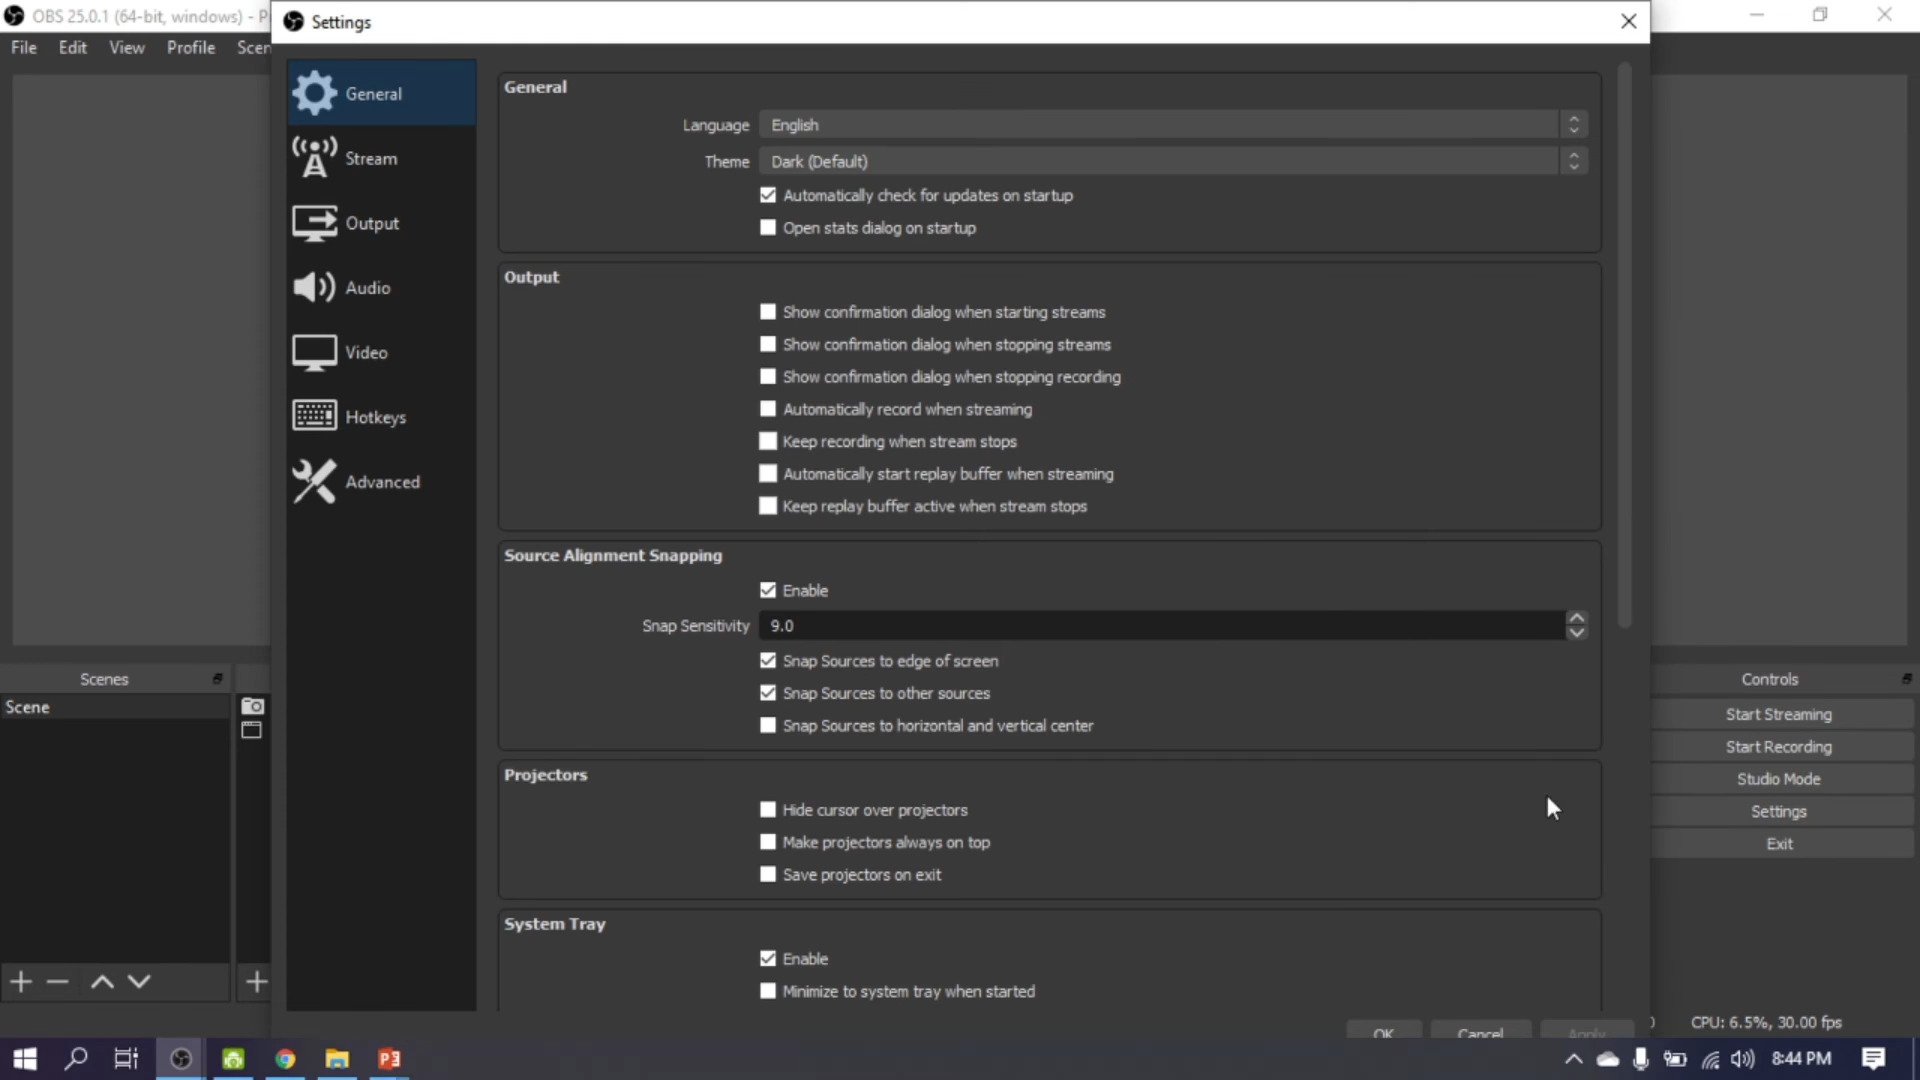 OBS 25.0.1 (64-bit, windows) - P
Settings
File Edit View Profile Scen
General
Stream
Output
Audio
Video
Hotkeys
Advanced
General
Language English
Theme Dark (Default)
Automatically check for updates on startup
Open stats dialog on startup
Output
Show confirmation dialog when starting streams
Show confirmation dialog when stopping streams
Show confirmation dialog when stopping recording
Automatically record when streaming
Keep recording when stream stops
Automatically start replay buffer when streaming
Keep replay buffer active when stream stops
Source Alignment Snapping
Enable
Snap Sensitivity 9.0
Snap Sources to edge of screen
Snap Sources to other sources
Snap Sources to horizontal and vertical center
Projectors
Hide cursor over projectors
Make projectors always on top
Save projectors on exit
System Tray
Enable
Minimize to system tray when started
OK Cancel Apply
Scenes
Scene
Controls
Start Streaming
Start Recording
Studio Mode
Settings
Exit
CPU: 6.5%, 30.00 fps
8:44 PM